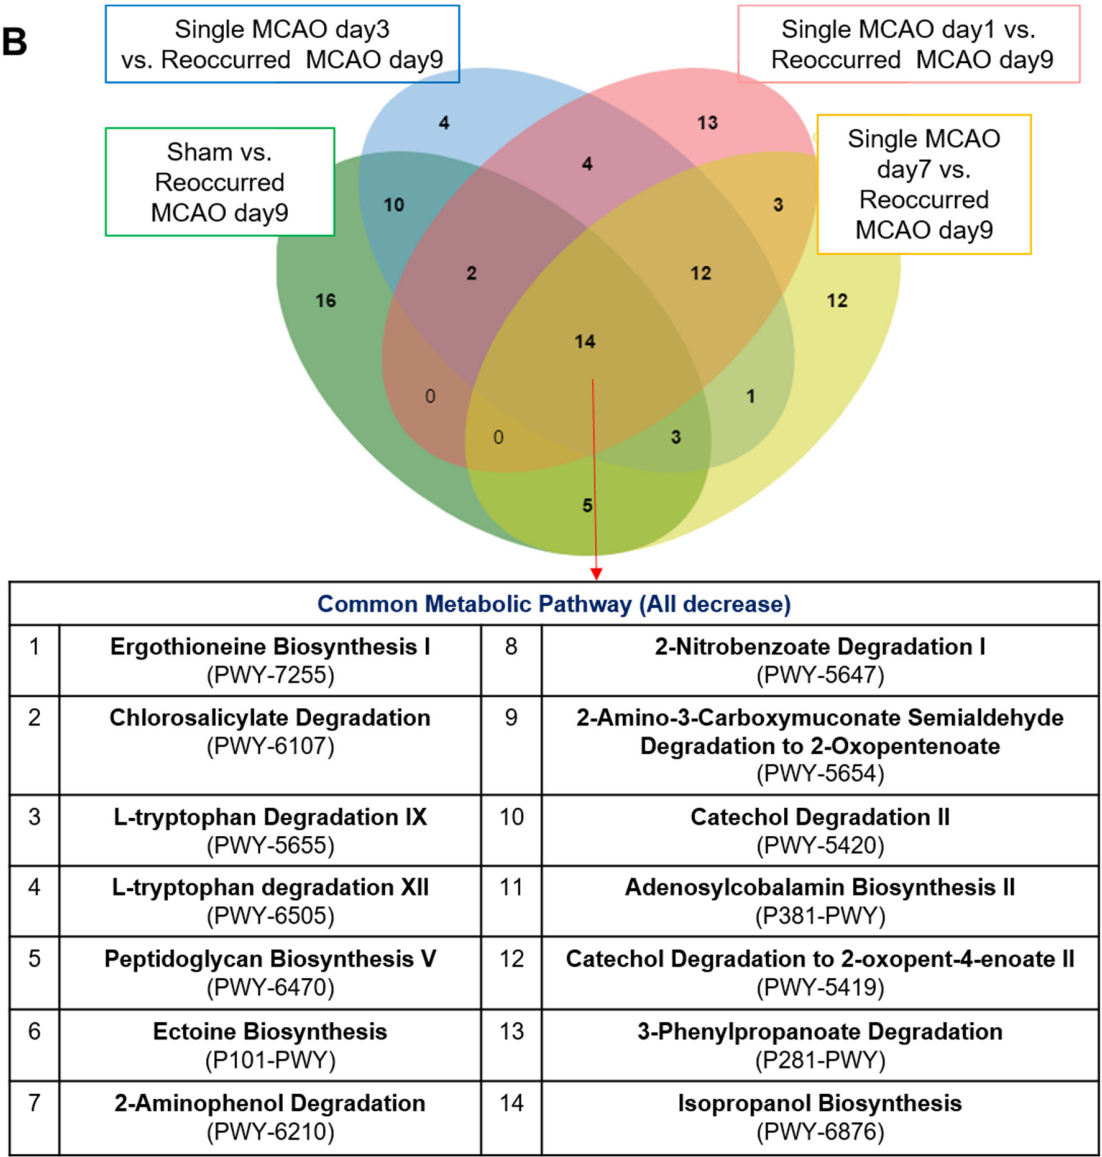 B
Single MCAO day3
vs. Reoccurred MCAO day9
Single MCAO day1 vs.
Reoccurred MCAO day9
Sham vs.
Reoccurred
MCAO day9
Single MCAO
day7 vs.
Reoccurred
MCAO day9
4
13
4
10
3
2
12
16
12
14
0
1
0
3
5
Common Metabolic Pathway (All decrease)
1
Ergothioneine Biosynthesis I
(PWY-7255)
8
2-Nitrobenzoate Degradation I
(PWY-5647)
2
Chlorosalicylate Degradation
(PWY-6107)
9
2-Amino-3-Carboxymuconate Semialdehyde
Degradation to 2-Oxopentenoate
(PWY-5654)
3
L-tryptophan Degradation IX
(PWY-5655)
10
Catechol Degradation II
(PWY-5420)
4
L-tryptophan degradation XII
(PWY-6505)
11
Adenosylcobalamin Biosynthesis II
(P381-PWY)
5
Peptidoglycan Biosynthesis V
(PWY-6470)
12
Catechol Degradation to 2-oxopent-4-enoate II
(PWY-5419)
6
Ectoine Biosynthesis
(P101-PWY)
13
3-Phenylpropanoate Degradation
(P281-PWY)
7
2-Aminophenol Degradation
(PWY-6210)
14
Isopropanol Biosynthesis
(PWY-6876)